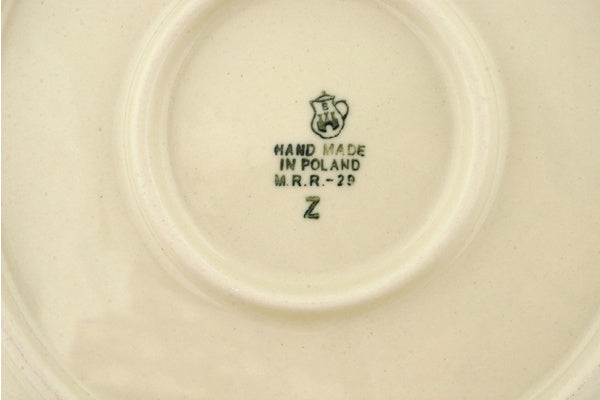 B
HAND MADE
IN POLAND
M.R.R.-29
Z